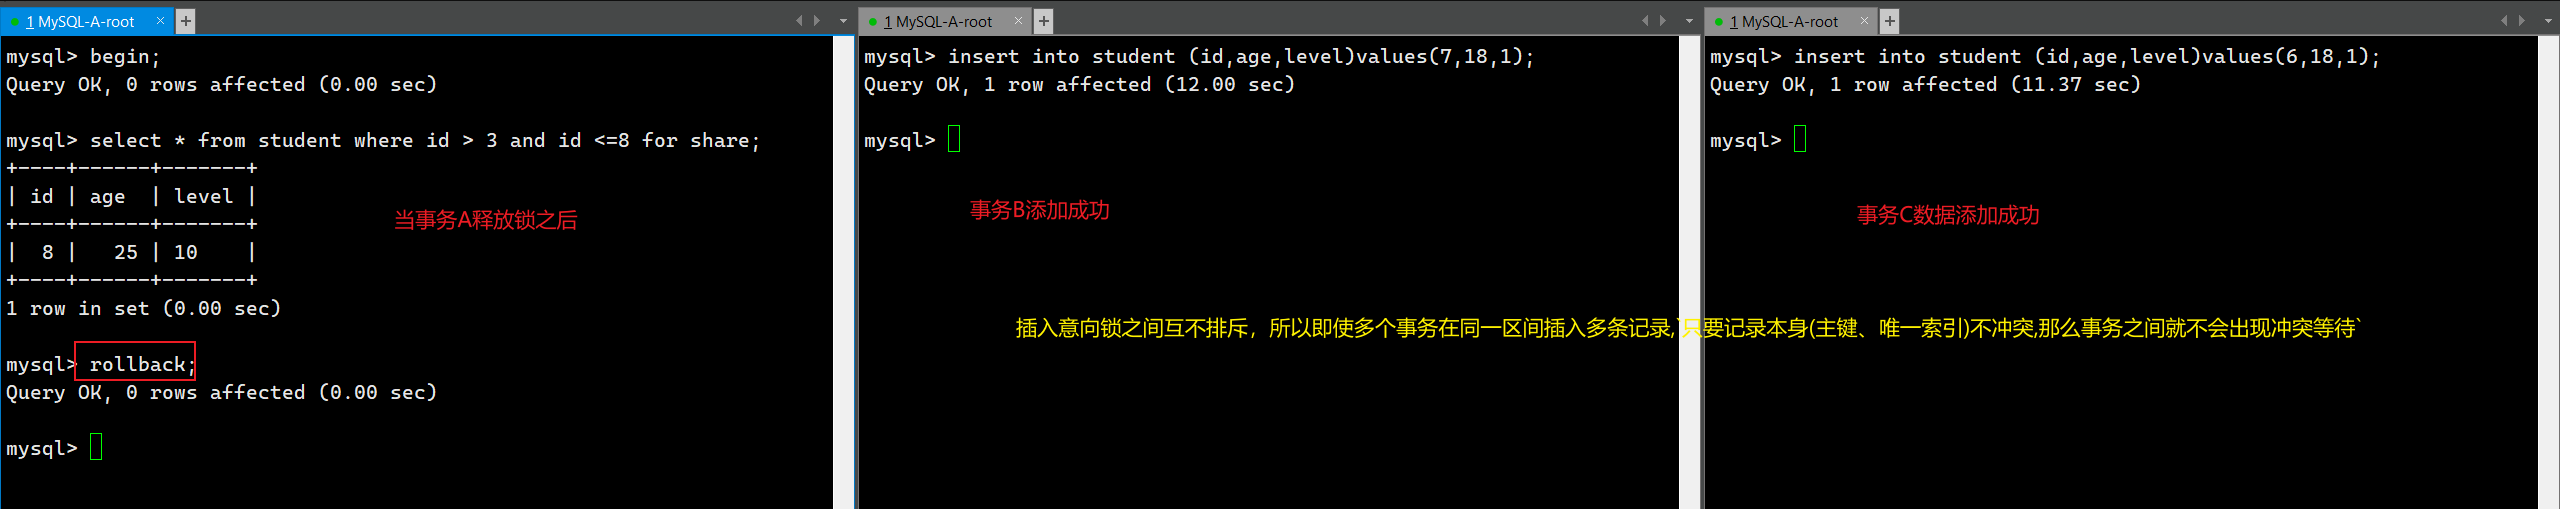 1 MySQL-A-root × +
mysql> begin;
Query OK, 0 rows affected (0.00 sec)
mysql> select * from student where id > 3 and id <=8 for share;
+----+------+-------+
| id | age  | level |
+----+------+-------+
|  8 |   25 | 10    |
+----+------+-------+
1 row in set (0.00 sec)
mysql> rollback;
Query OK, 0 rows affected (0.00 sec)
mysql>
当事务A释放锁之后
1 MySQL-A-root × +
mysql> insert into student (id,age,level)values(7,18,1);
Query OK, 1 row affected (12.00 sec)
mysql>
事务B添加成功
1 MySQL-A-root × +
mysql> insert into student (id,age,level)values(6,18,1);
Query OK, 1 row affected (11.37 sec)
mysql>
事务C数据添加成功
插入意向锁之间互不排斥，所以即使多个事务在同一区间插入多条记录,`只要记录本身(主键、唯一索引)不冲突,那么事务之间就不会出现冲突等待`